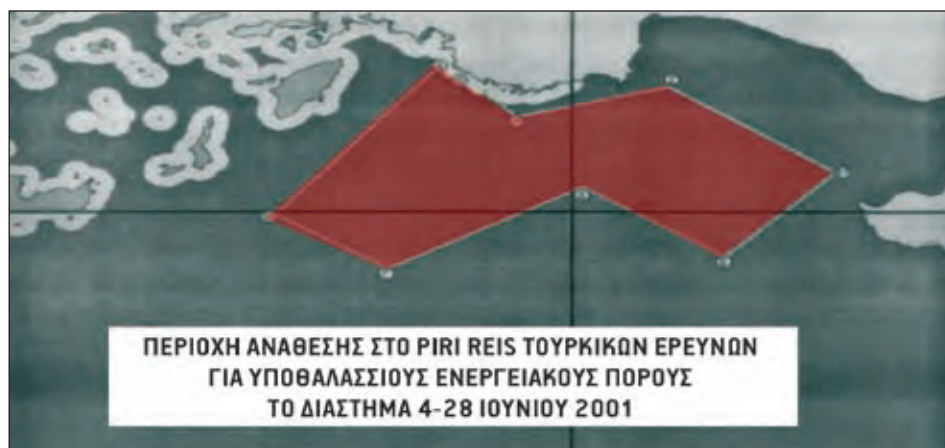 ΠΕΡΙΟΧΗ ΑΝΑΘΕΣΗΣ ΣΤΟ PIRI REIS ΤΟΥΡΚΙΚΩΝ ΕΡΕΥΝΩΝ
ΓΙΑ ΥΠΟΘΑΛΑΣΣΙΟΥΣ ΕΝΕΡΓΕΙΑΚΟΥΣ ΠΟΡΟΥΣ
ΤΟ ΔΙΑΣΤΗΜΑ 4-28 ΙΟΥΝΙΟΥ 2001